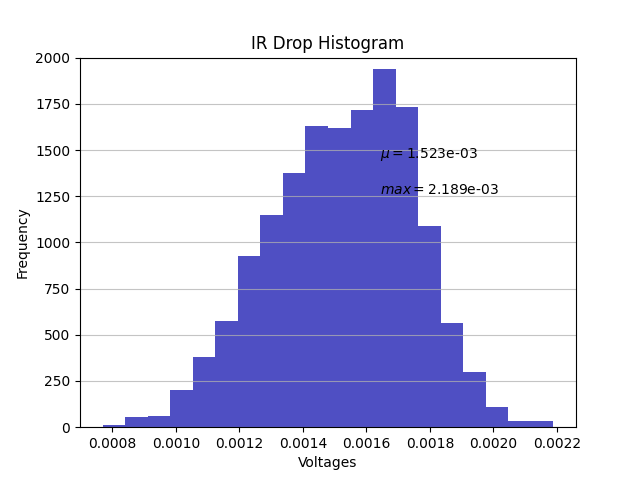 IR Drop Histogram
2000
1750
1500
1250
1000
750
500
250
0
Frequency
μ = 1.523e-03
max = 2.189e-03
0.0008 0.0010 0.0012 0.0014 0.0016 0.0018 0.0020 0.0022
Voltages